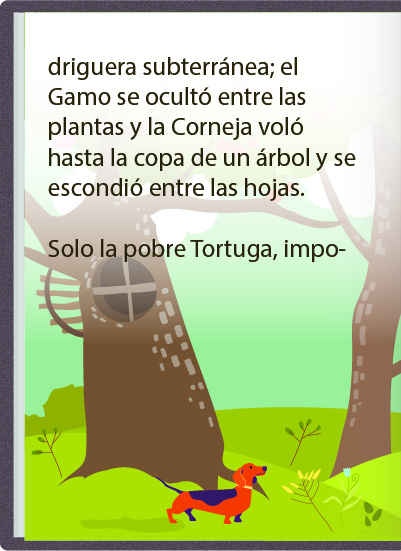 driguera subterránea; el
Gamo se ocultó entre las
plantas y la Corneja voló
hasta la copa de un árbol y se
escondió entre las hojas.
Solo la pobre Tortuga, impo-